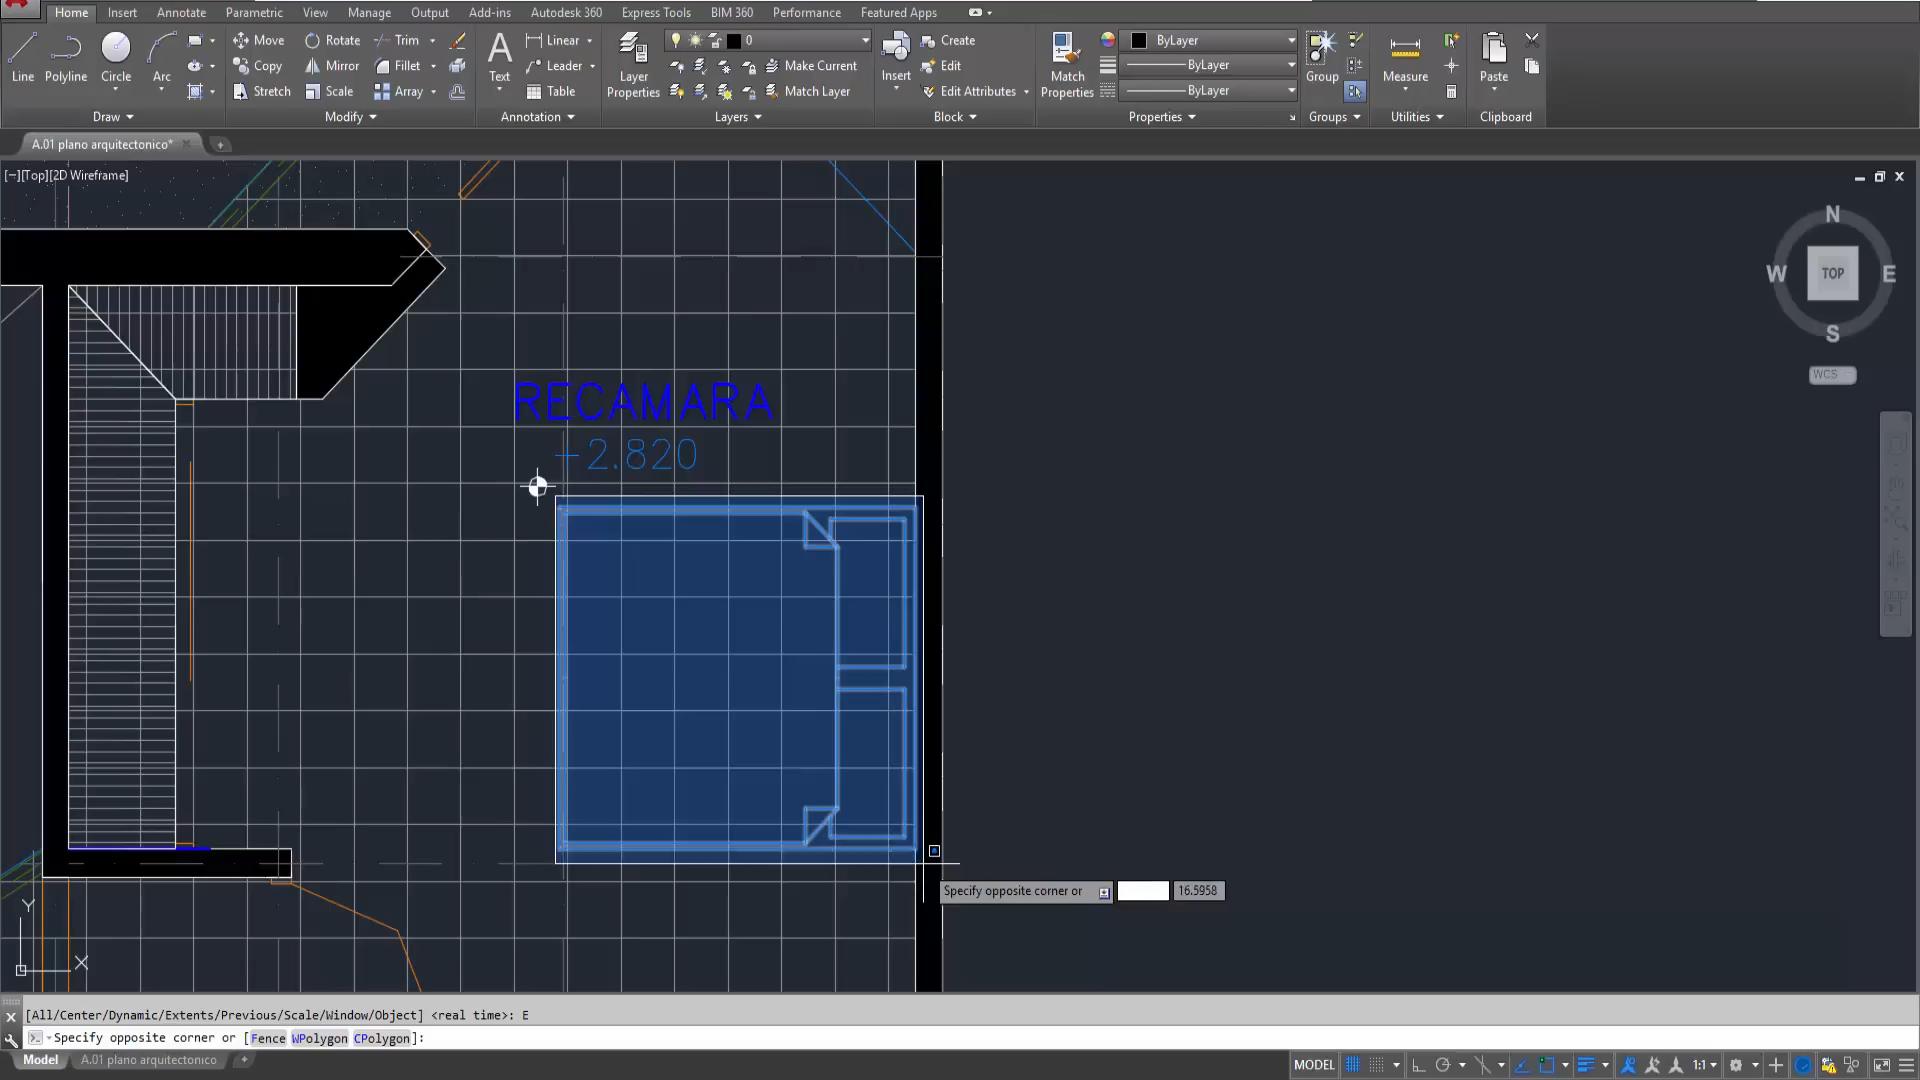 Home Insert Annotate Parametric View Manage Output Add-ins Autodesk 360 Express Tools BIM 360 Performance Featured Apps
Line Polyline Circle Arc
Move Rotate Trim
Copy Mirror Fillet
Stretch Scale Array
Text Linear
Leader
Table
Layer Properties
0
Make Current
Match Layer
Insert Create
Edit
Edit Attributes
Match Properties
ByLayer
ByLayer
ByLayer
Group Measure Paste
Draw Modify Annotation Layers Block Properties Groups Utilities Clipboard
A.01 plano arquitectonico*
[−][Top][2D Wireframe]
N
W TOP E
S
WCS
RECAMARA
+2.820
Specify opposite corner or 16.5958
Y
X
[All/Center/Dynamic/Extents/Previous/Scale/Window/Object] <real time>: E
Specify opposite corner or [Fence WPolygon CPolygon]:
Model A.01 plano arquitectonico
MODEL 1:1